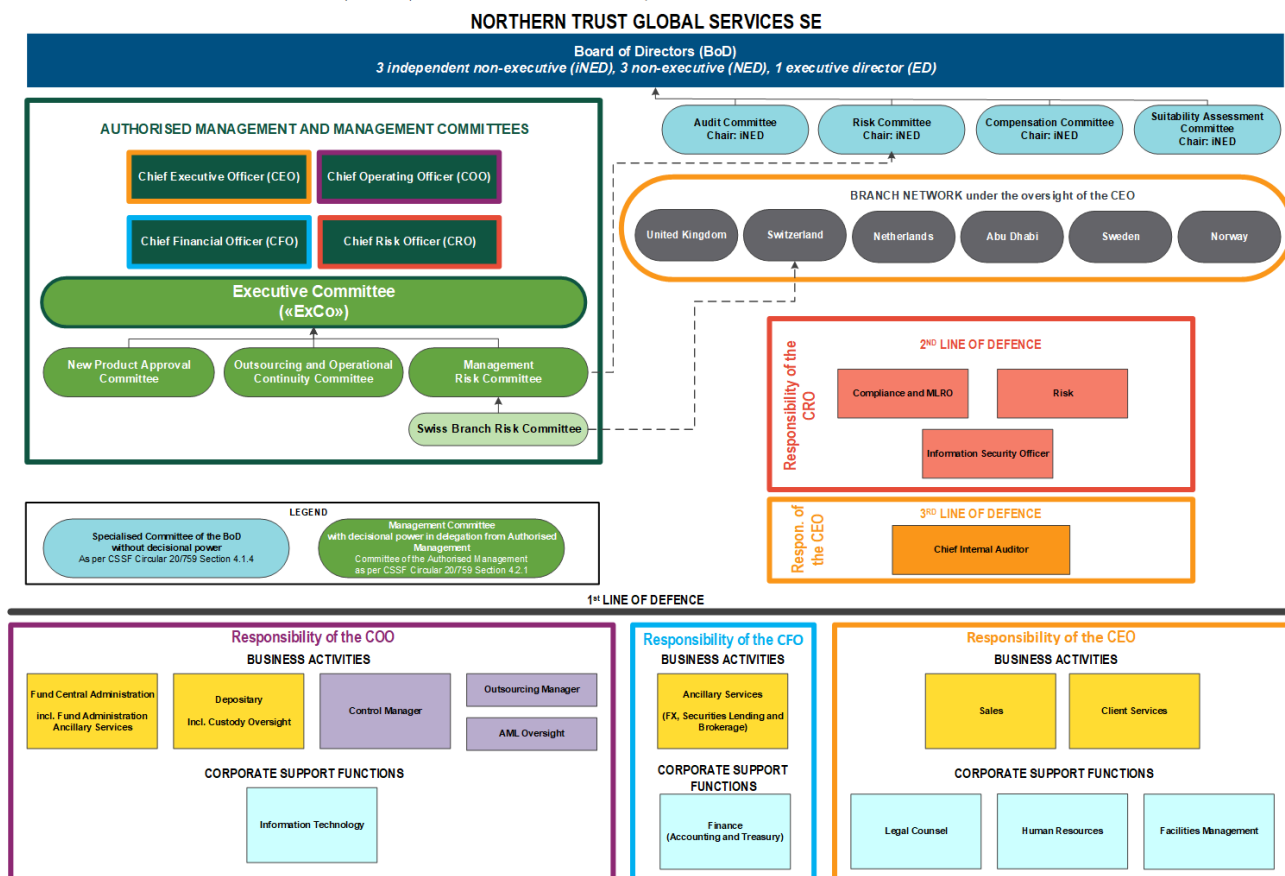 NORTHERN TRUST GLOBAL SERVICES SE
Board of Directors (BoD)
3 independent non-executive (iNED), 3 non-executive (NED), 1 executive director (ED)
AUTHORISED MANAGEMENT AND MANAGEMENT COMMITTEES
Chief Executive Officer (CEO)
Chief Operating Officer (COO)
Chief Financial Officer (CFO)
Chief Risk Officer (CRO)
Executive Committee
(«ExCo»)
New Product Approval
Committee
Outsourcing and Operational
Continuity Committee
Management
Risk Committee
Swiss Branch Risk Committee
Audit Committee
Chair: iNED
Risk Committee
Chair: iNED
Compensation Committee
Chair: iNED
Suitability Assessment
Committee
Chair: iNED
BRANCH NETWORK under the oversight of the CEO
United Kingdom
Switzerland
Netherlands
Abu Dhabi
Sweden
Norway
Responsibility of the
CRO
2ND LINE OF DEFENCE
Compliance and MLRO
Risk
Information Security Officer
Respon. of
the CEO
3RD LINE OF DEFENCE
Chief Internal Auditor
LEGEND
Specialised Committee of the BoD
without decisional power
As per CSSF Circular 20/759 Section 4.1.4
Management Committee
with decisional power in delegation from Authorised
Management
Committee of the Authorised Management
as per CSSF Circular 20/759 Section 4.2.1
1st LINE OF DEFENCE
Responsibility of the COO
BUSINESS ACTIVITIES
Fund Central Administration
incl. Fund Administration
Ancillary Services
Depositary
Incl. Custody Oversight
Control Manager
Outsourcing Manager
AML Oversight
CORPORATE SUPPORT FUNCTIONS
Information Technology
Responsibility of the CFO
BUSINESS ACTIVITIES
Ancillary Services
(FX, Securities Lending and
Brokerage)
CORPORATE SUPPORT
FUNCTIONS
Finance
(Accounting and Treasury)
Responsibility of the CEO
BUSINESS ACTIVITIES
Sales
Client Services
CORPORATE SUPPORT FUNCTIONS
Legal Counsel
Human Resources
Facilities Management